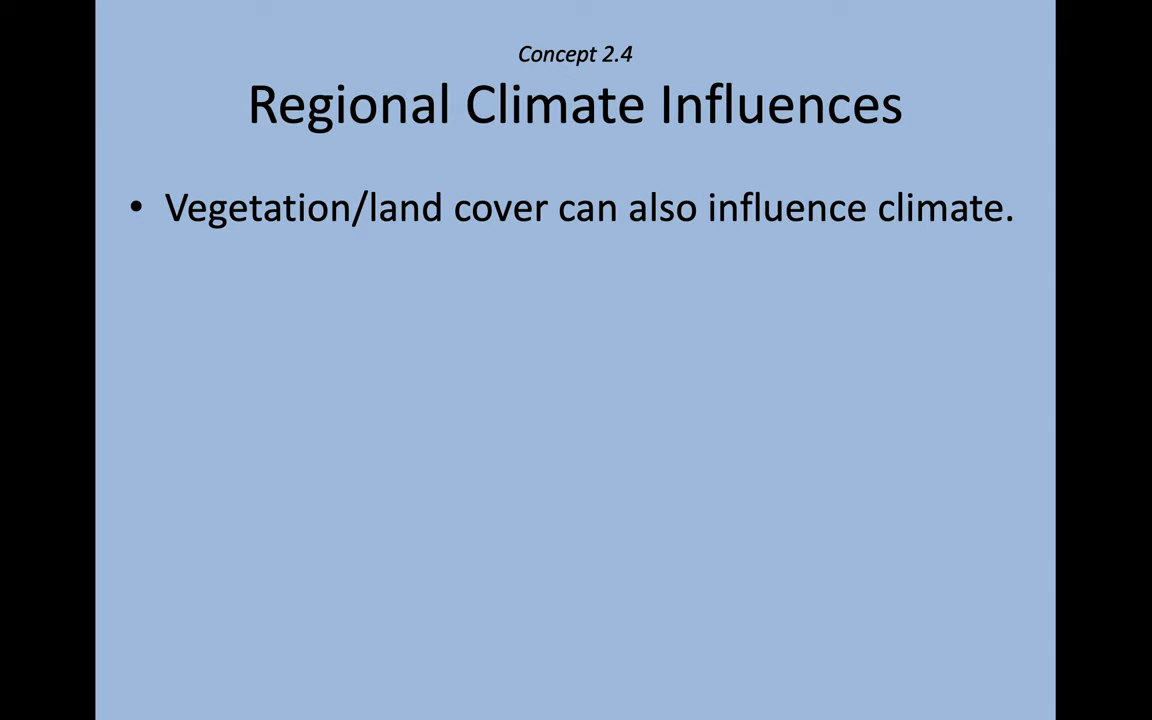 Concept 2.4
Regional Climate Influences
• Vegetation/land cover can also influence climate.